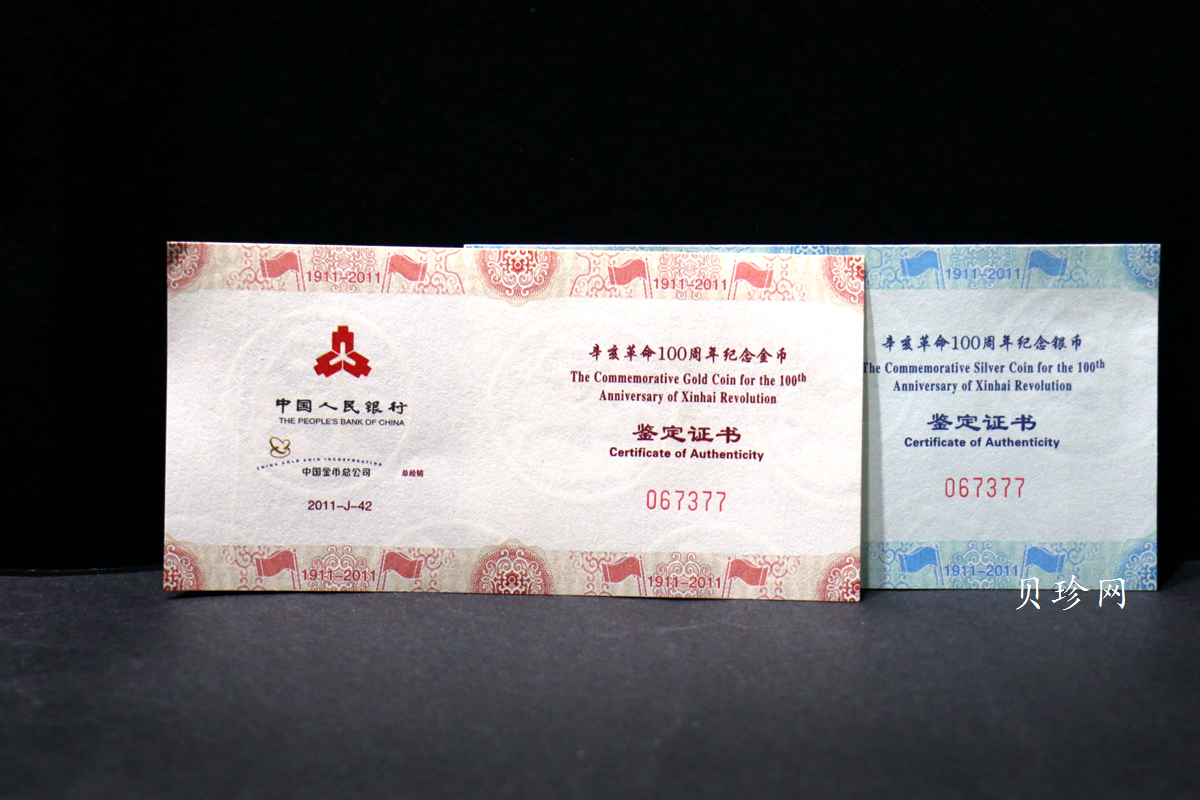 1911-2011
1911-2011
中国人民银行
THE PEOPLE'S BANK OF CHINA
CHINA GOLD COIN INCORPORATION
中国金币总公司 总经销
2011-J-42
辛亥革命100周年纪念金币
The Commemorative Gold Coin for the 100th
Anniversary of Xinhai Revolution
鉴定证书
Certificate of Authenticity
067377
1911-2011
1911-2011
1911-2011
辛亥革命100周年纪念银币
The Commemorative Silver Coin for the 100th
Anniversary of Xinhai Revolution
鉴定证书
Certificate of Authenticity
067377
1911-2011
贝珍网